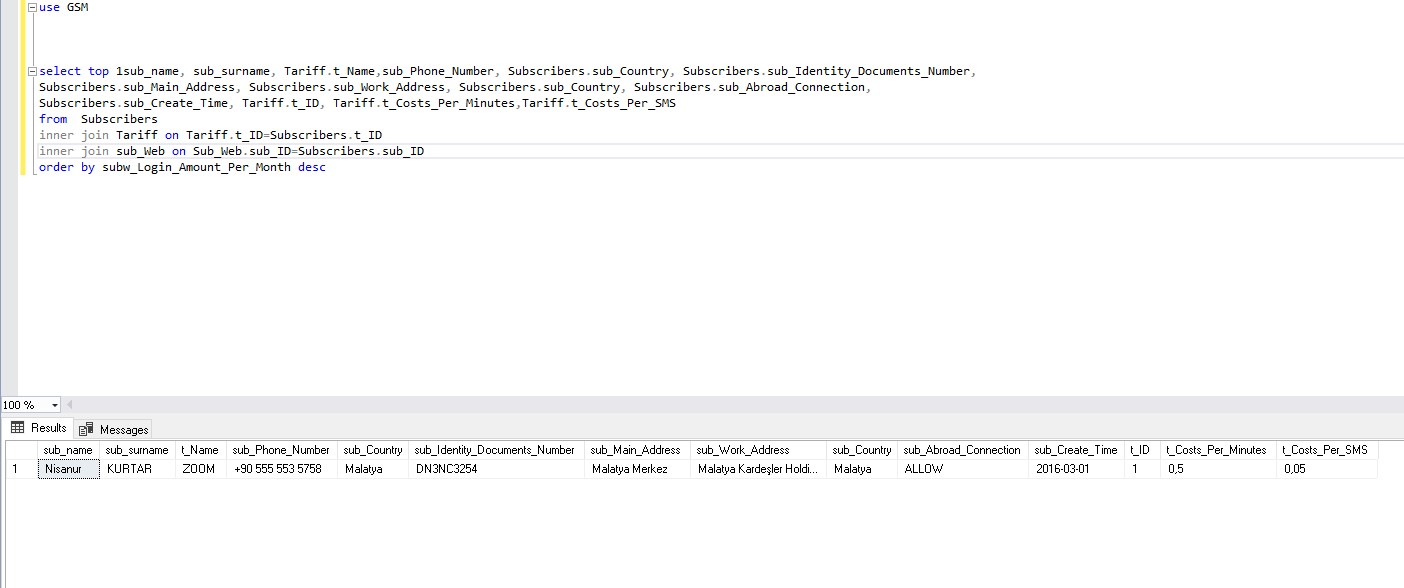 use GSM
select top 1sub_name, sub_surname, Tariff.t_Name,sub_Phone_Number, Subscribers.sub_Country, Subscribers.sub_Identity_Documents_Number,
Subscribers.sub_Main_Address, Subscribers.sub_Work_Address, Subscribers.sub_Country, Subscribers.sub_Abroad_Connection,
Subscribers.sub_Create_Time, Tariff.t_ID, Tariff.t_Costs_Per_Minutes,Tariff.t_Costs_Per_SMS
from  Subscribers
inner join Tariff on Tariff.t_ID=Subscribers.t_ID
inner join sub_Web on Sub_Web.sub_ID=Subscribers.sub_ID
order by subw_Login_Amount_Per_Month desc
100 %
Results Messages
sub_name sub_surname t_Name sub_Phone_Number sub_Country sub_Identity_Documents_Number sub_Main_Address sub_Work_Address sub_Country sub_Abroad_Connection sub_Create_Time t_ID t_Costs_Per_Minutes t_Costs_Per_SMS
1 Nisanur KURTAR ZOOM +90 555 553 5758 Malatya DN3NC3254 Malatya Merkez Malatya Kardeşler Holdi... Malatya ALLOW 2016-03-01 1 0,5 0,05